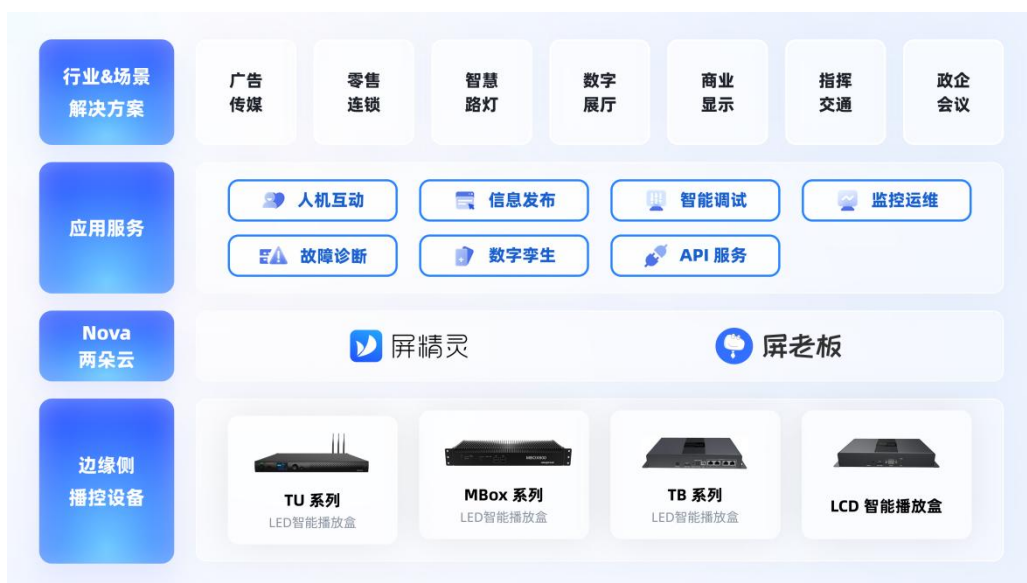 行业&场景
解决方案
广告
传媒
零售
连锁
智慧
路灯
数字
展厅
商业
显示
指挥
交通
政企
会议
应用服务
人机互动
信息发布
智能调试
监控运维
故障诊断
数字孪生
API 服务
Nova
两朵云
屏精灵
屏老板
边缘侧
播控设备
TU 系列
LED智能播放盒
MBox 系列
LED智能播放盒
TB 系列
LED智能播放盒
LCD 智能播放盒